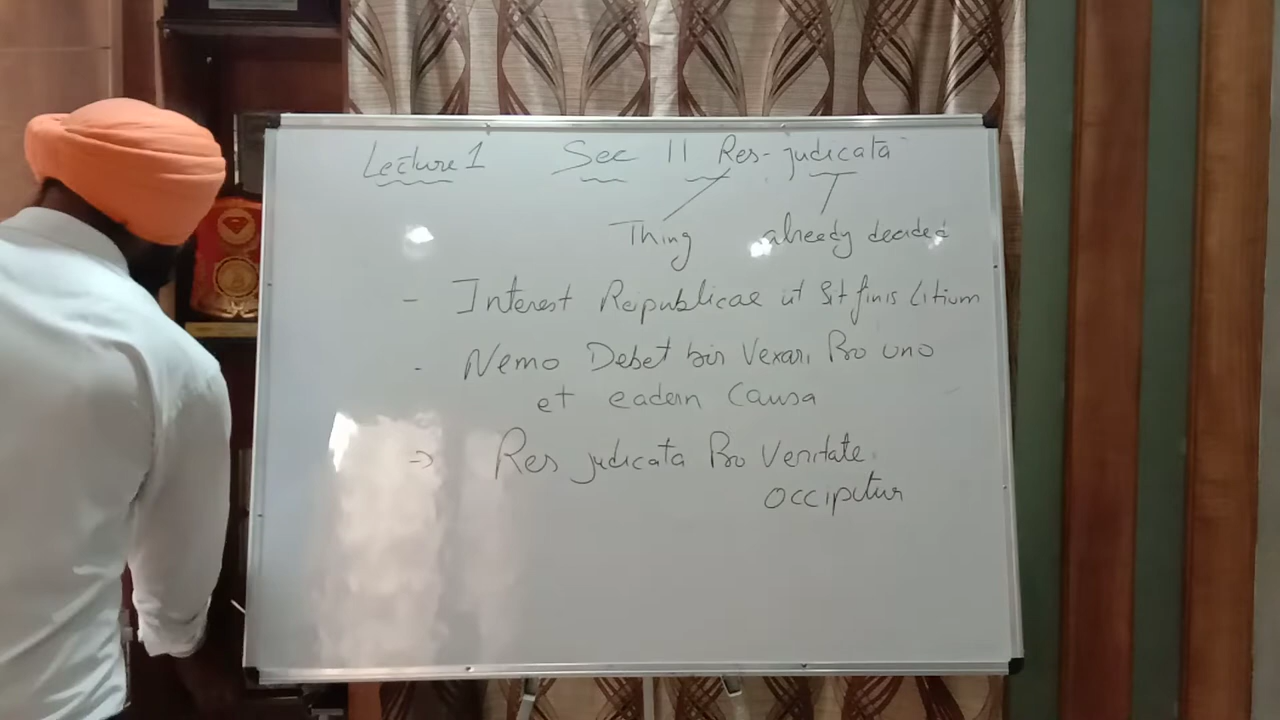 Lecture 1 Sec 11 Res-judicata
Thing already decided
- Interest Reipublicae ut Sit finis Litium
- Nemo Debet bis Vexari Pro uno
et eadem Causa
→ Res judicata Pro Veritate
occipitur